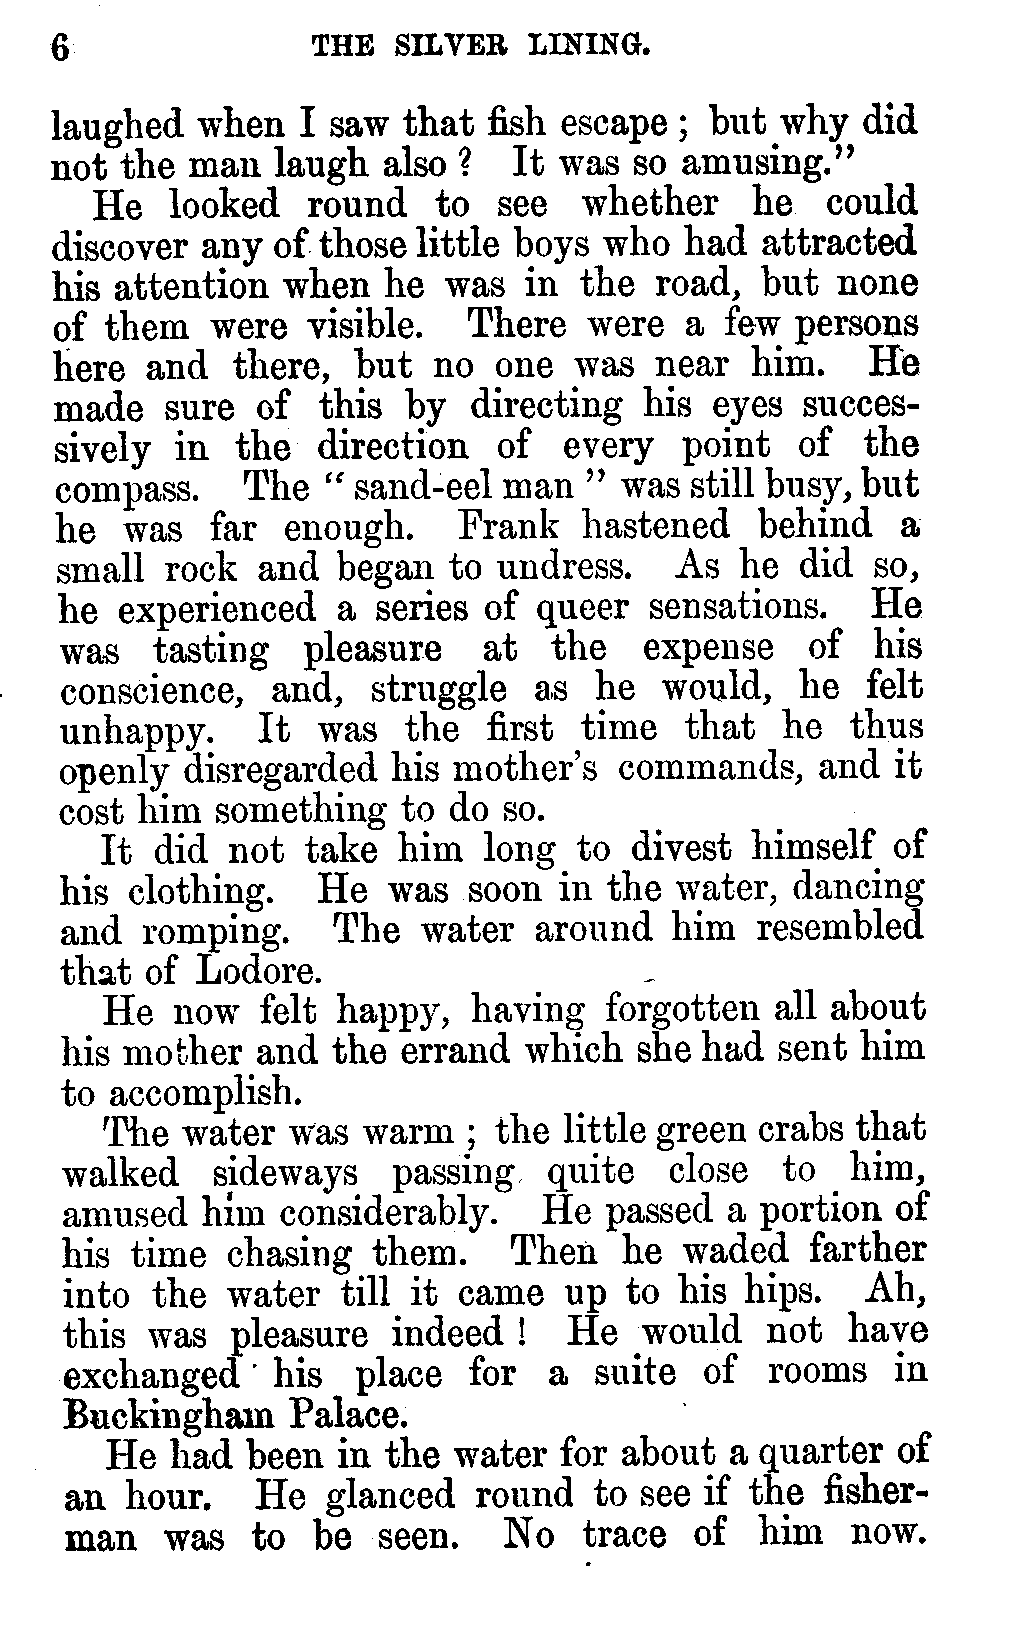 6 THE SILVER LINING.
laughed when I saw that fish escape ; but why did
not the man laugh also ? It was so amusing."
He looked round to see whether he could
discover any of those little boys who had attracted
his attention when he was in the road, but none
of them were visible. There were a few persons
here and there, but no one was near him. He
made sure of this by directing his eyes succes-
sively in the direction of every point of the
compass. The " sand-eel man " was still busy, but
he was far enough. Frank hastened behind a
small rock and began to undress. As he did so,
he experienced a series of queer sensations. He
was tasting pleasure at the expense of his
conscience, and, struggle as he would, he felt
unhappy. It was the first time that he thus
openly disregarded his mother's commands, and it
cost him something to do so.
It did not take him long to divest himself of
his clothing. He was soon in the water, dancing
and romping. The water around him resembled
that of Lodore.
He now felt happy, having forgotten all about
his mother and the errand which she had sent him
to accomplish.
The water was warm ; the little green crabs that
walked sideways passing quite close to him,
amused him considerably. He passed a portion of
his time chasing them. Then he waded farther
into the water till it came up to his hips. Ah,
this was pleasure indeed ! He would not have
exchanged his place for a suite of rooms in
Buckingham Palace.
He had been in the water for about a quarter of
an hour. He glanced round to see if the fisher-
man was to be seen. No trace of him now.